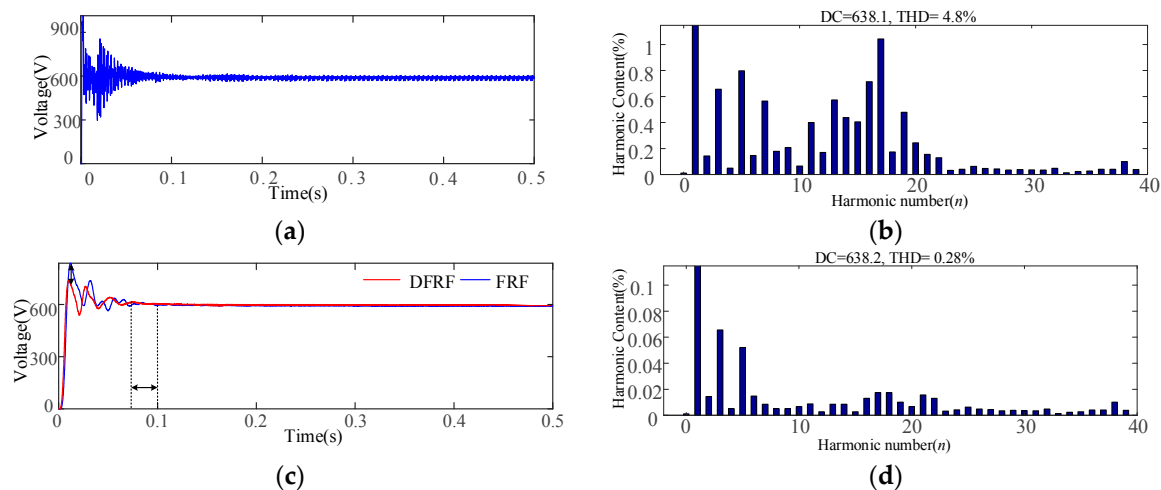 900
600
300
0
Voltage(V)
0 0.1 0.2 0.3 0.4 0.5
Time(s)
(a)
DC=638.1, THD= 4.8%
1
0.8
0.6
0.4
0.2
0
Harmonic Content(%)
0 10 20 30 40
Harmonic number(n)
(b)
DFRF FRF
600
300
0
Voltage(V)
0 0.1 0.2 0.3 0.4 0.5
Time(s)
(c)
DC=638.2, THD= 0.28%
0.1
0.08
0.06
0.04
0.02
0
Harmonic Content(%)
0 10 20 30 40
Harmonic number(n)
(d)